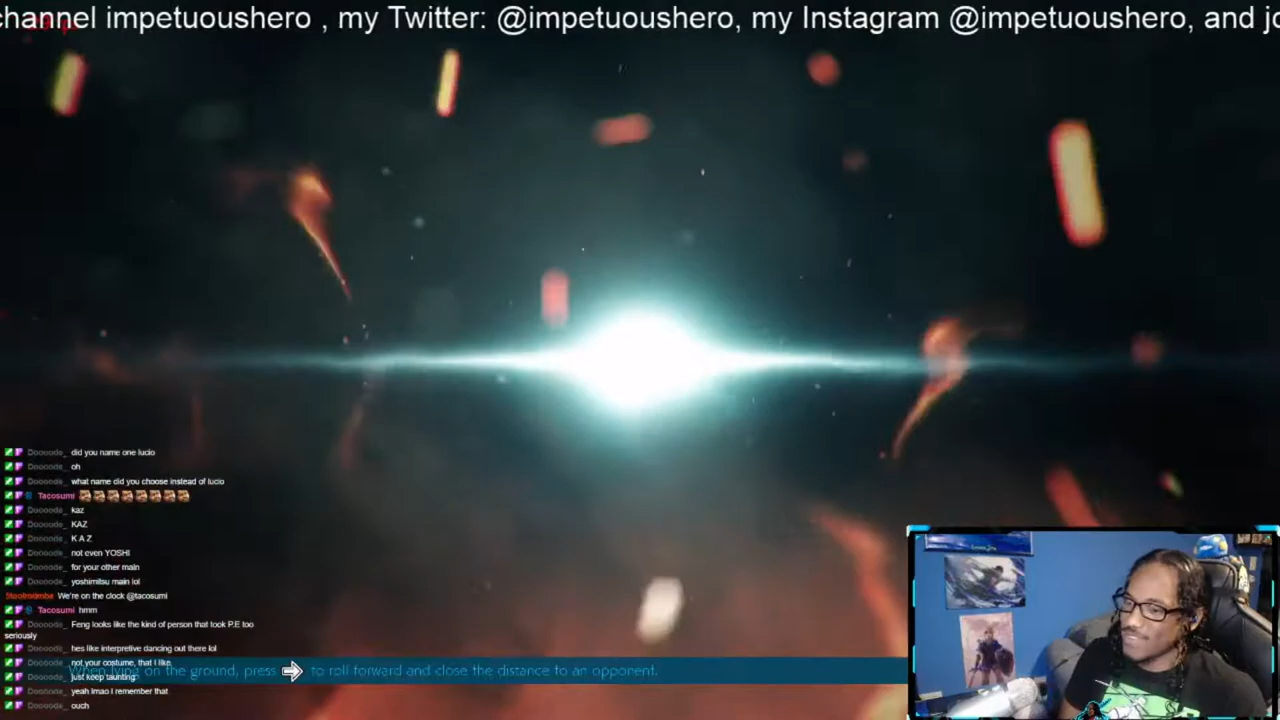 channel impetuoushero , my Twitter: @impetuoushero, my Instagram @impetuoushero, and jo
Doooode_ did you name one lucio
Doooode_ oh
Doooode_ what name did you choose instead of lucio
Tacosumi
Doooode_ kaz
Doooode_ KAZ
Doooode_ K A Z
Doooode_ not even YOSHI
Doooode_ for your other main
Doooode_ yoshimitsu main lol
We're on the clock @tacosumi
Tacosumi hmm
Doooode_ Feng looks like the kind of person that took P.E too
seriously
Doooode_ hes like interpretive dancing out there lol
Doooode_ not your costume, that I like.
When lying on the ground, press to roll forward and close the distance to an opponent.
Doooode_ just keep taunting
Doooode_ yeah lmao I remember that
Doooode_ ouch